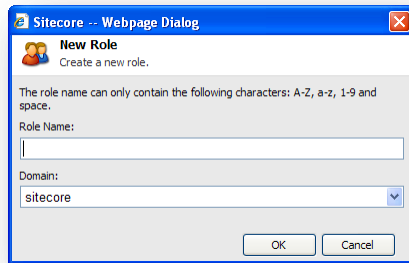 Sitecore -- Webpage Dialog
New Role
Create a new role.
The role name can only contain the following characters: A-Z, a-z, 1-9 and
space.
Role Name:
Domain:
sitecore
OK
Cancel